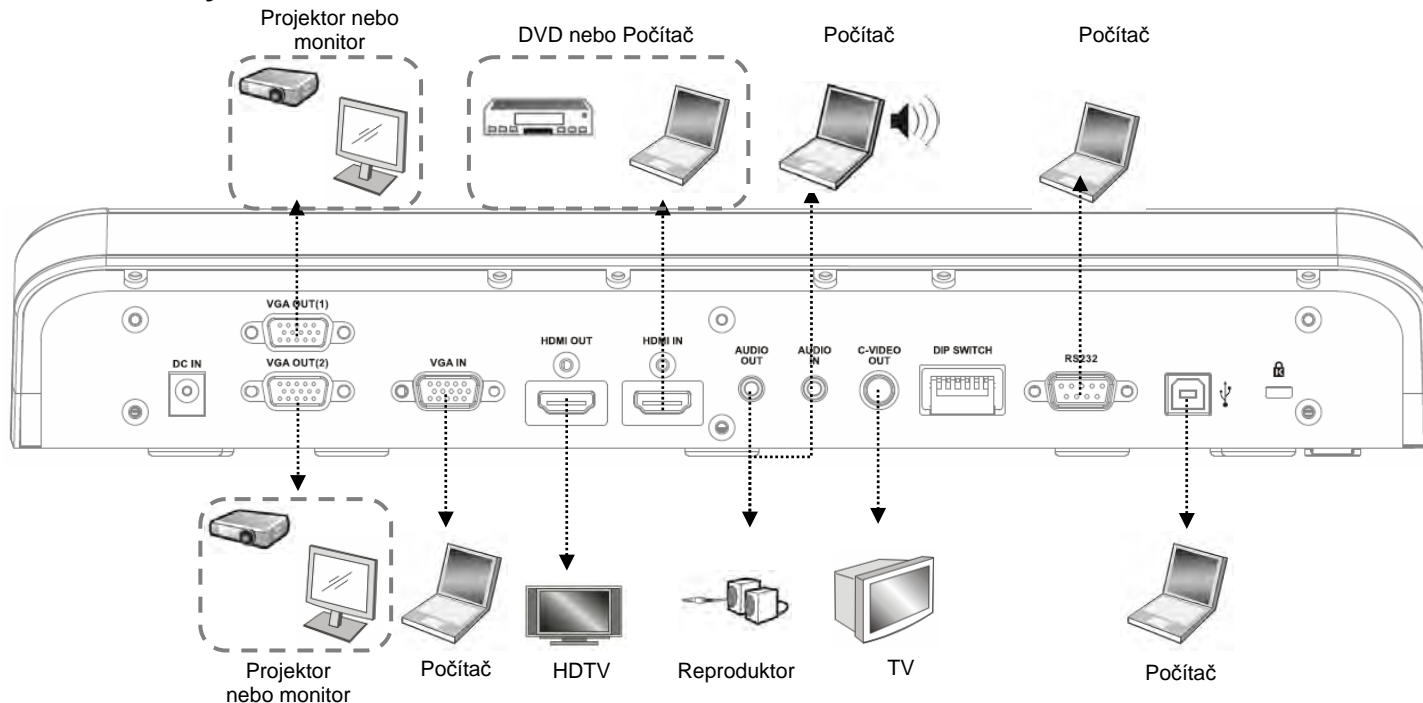 Projektor nebo
monitor
DVD nebo Počítač
Počítač
Počítač
VGA OUT(1)
DC IN
VGA OUT(2)
VGA IN
HDMI OUT
HDMI IN
AUDIO
OUT
AUDIO
IN
C-VIDEO
OUT
DIP SWITCH
RS232
K
Projektor
nebo monitor
Počítač
HDTV
Reproduktor
TV
Počítač